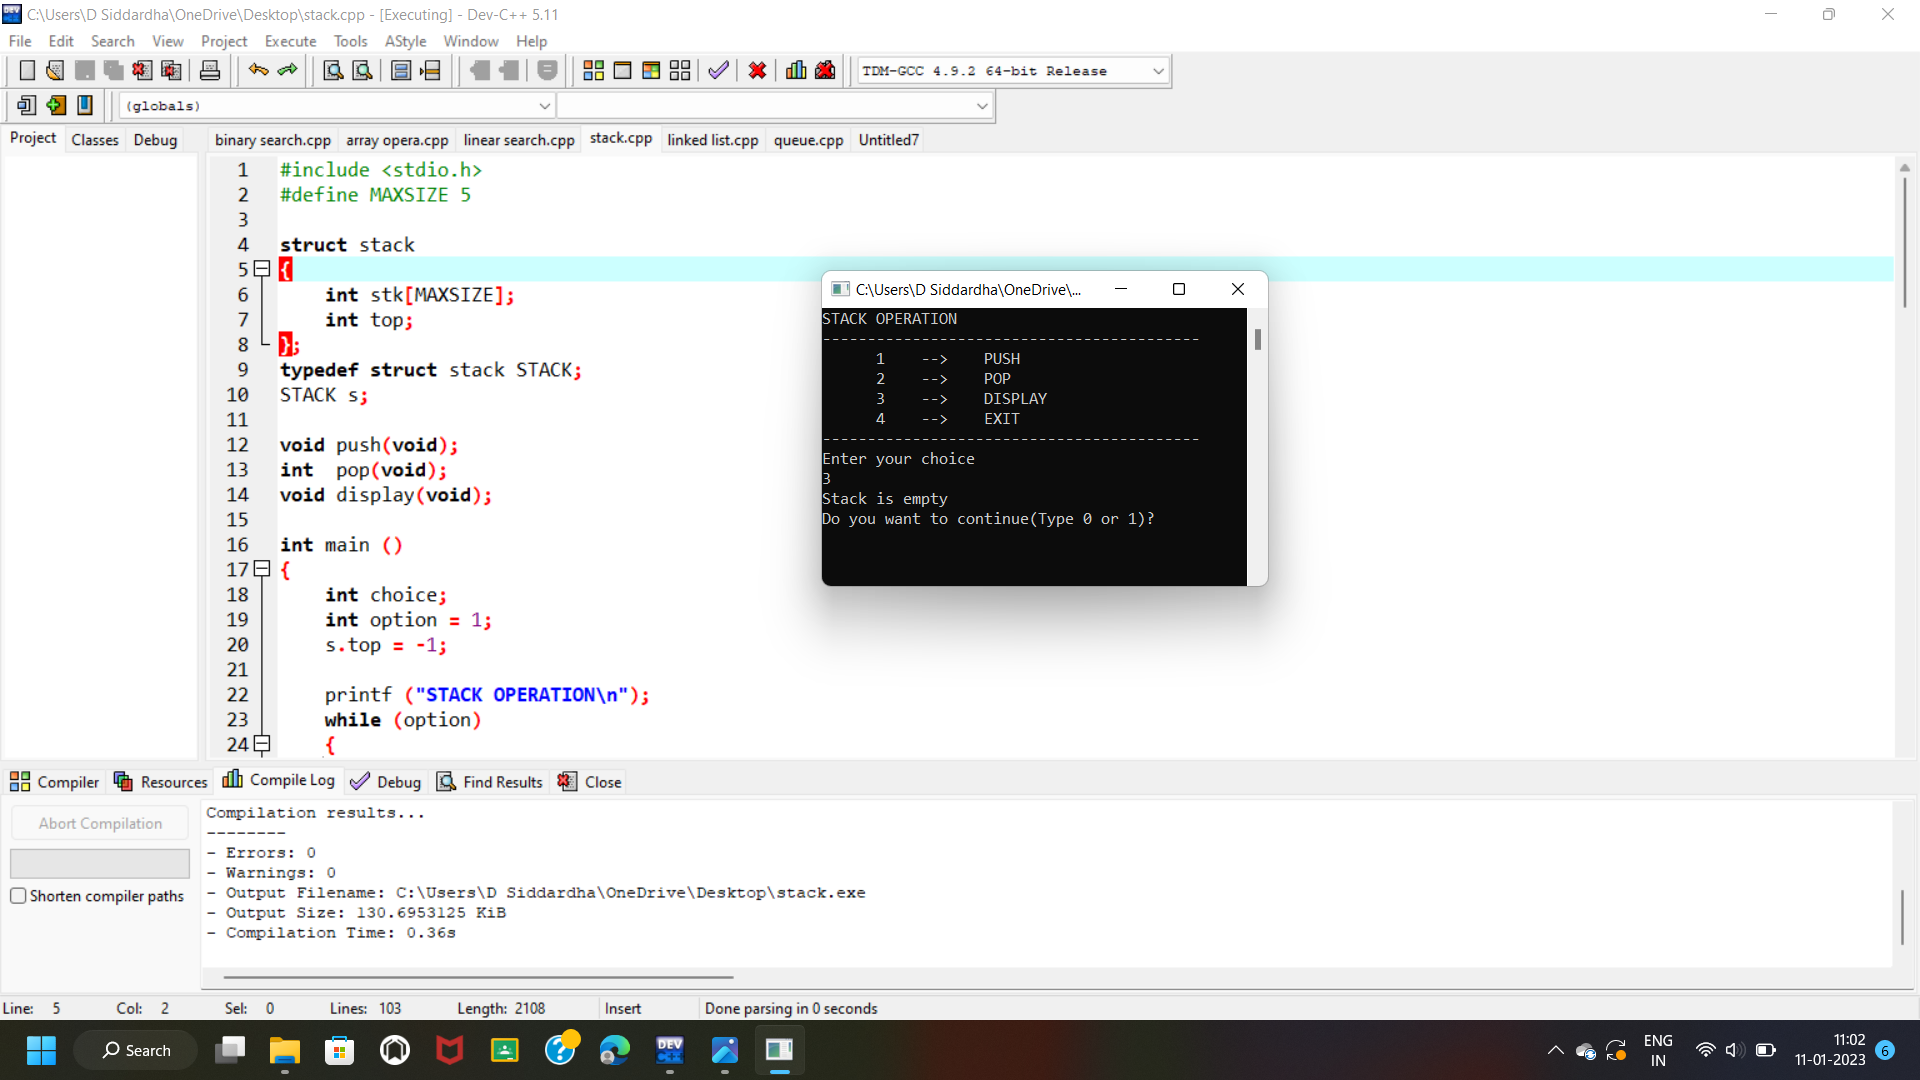 C:\Users\D Siddardha\OneDrive\Desktop\stack.cpp - [Executing] - Dev-C++ 5.11
File Edit Search View Project Execute Tools AStyle Window Help
TDM-GCC 4.9.2 64-bit Release
(globals)
Project Classes Debug binary search.cpp array opera.cpp linear search.cpp stack.cpp linked list.cpp queue.cpp Untitled7
1 #include <stdio.h>
2 #define MAXSIZE 5
3
4 struct stack
5 {
6 int stk[MAXSIZE];
7 int top;
8 };
9 typedef struct stack STACK;
10 STACK s;
11
12 void push(void);
13 int  pop(void);
14 void display(void);
15
16 int main ()
17 {
18 int choice;
19 int option = 1;
20 s.top = -1;
21
22 printf ("STACK OPERATION\n");
23 while (option)
24 {
C:\Users\D Siddardha\OneDrive\...
STACK OPERATION
------------------------------------------
1 --> PUSH
2 --> POP
3 --> DISPLAY
4 --> EXIT
------------------------------------------
Enter your choice
3
Stack is empty
Do you want to continue(Type 0 or 1)?
Compiler Resources Compile Log Debug Find Results Close
Abort Compilation
Shorten compiler paths
Compilation results...
--------
- Errors: 0
- Warnings: 0
- Output Filename: C:\Users\D Siddardha\OneDrive\Desktop\stack.exe
- Output Size: 130.6953125 KiB
- Compilation Time: 0.36s
Line: 5 Col: 2 Sel: 0 Lines: 103 Length: 2108 Insert Done parsing in 0 seconds
Search
DEV
ENG
IN
11:02
11-01-2023
6